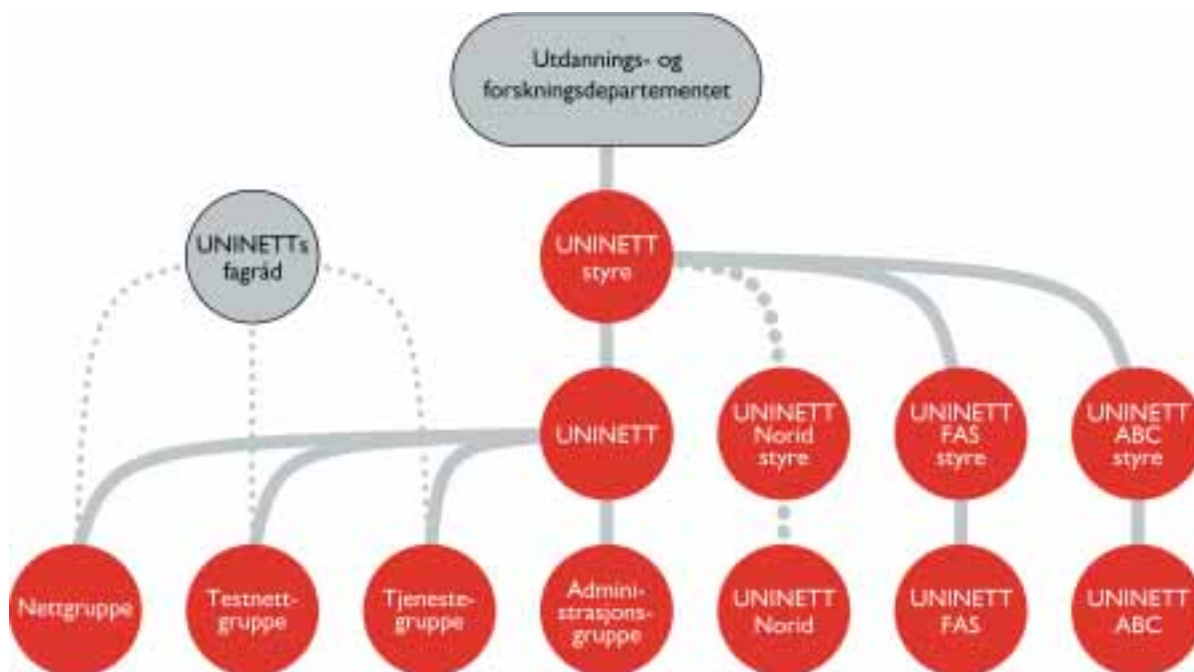 Utdannings- og
forskningsdepartementet
UNINETTs
fagråd
UNINETT
styre
UNINETT
UNINETT
Norid
styre
UNINETT
FAS
styre
UNINETT
ABC
styre
Nettgruppe
Testnett-
gruppe
Tjeneste-
gruppe
Admini-
strasjons-
gruppe
UNINETT
Norid
UNINETT
FAS
UNINETT
ABC